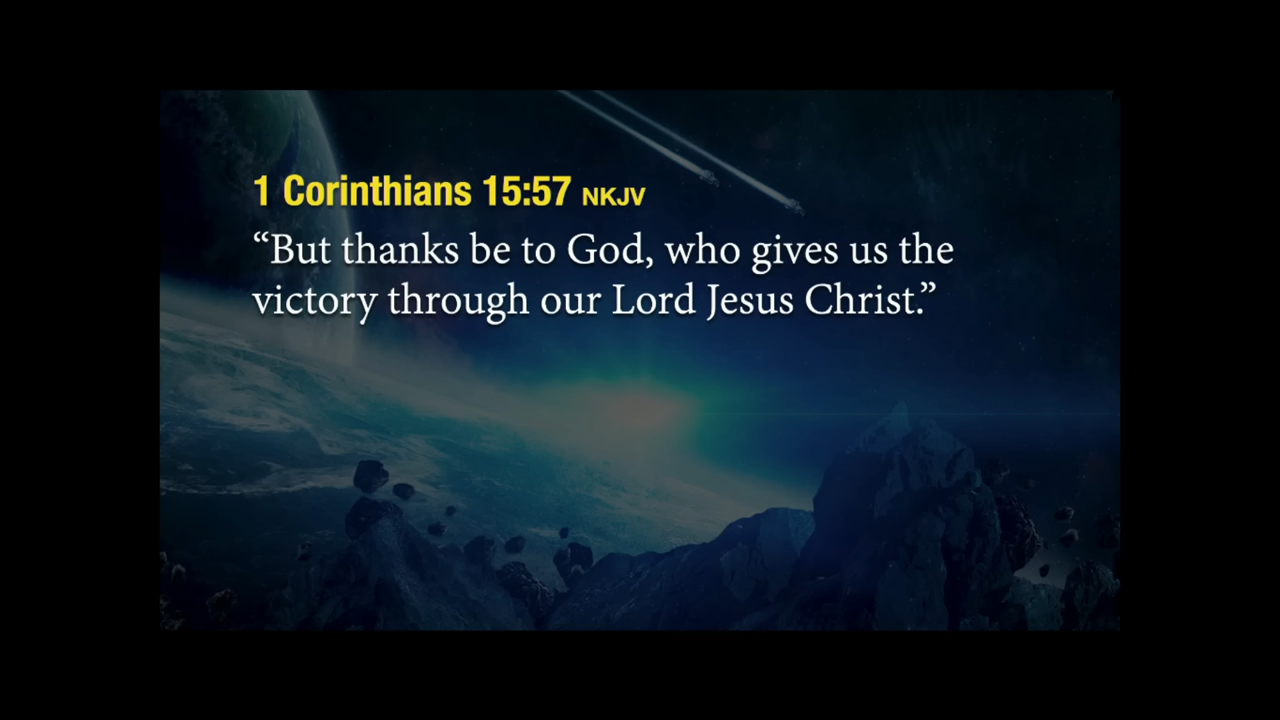 1 Corinthians 15:57 NKJV
“But thanks be to God, who gives us the
victory through our Lord Jesus Christ.”